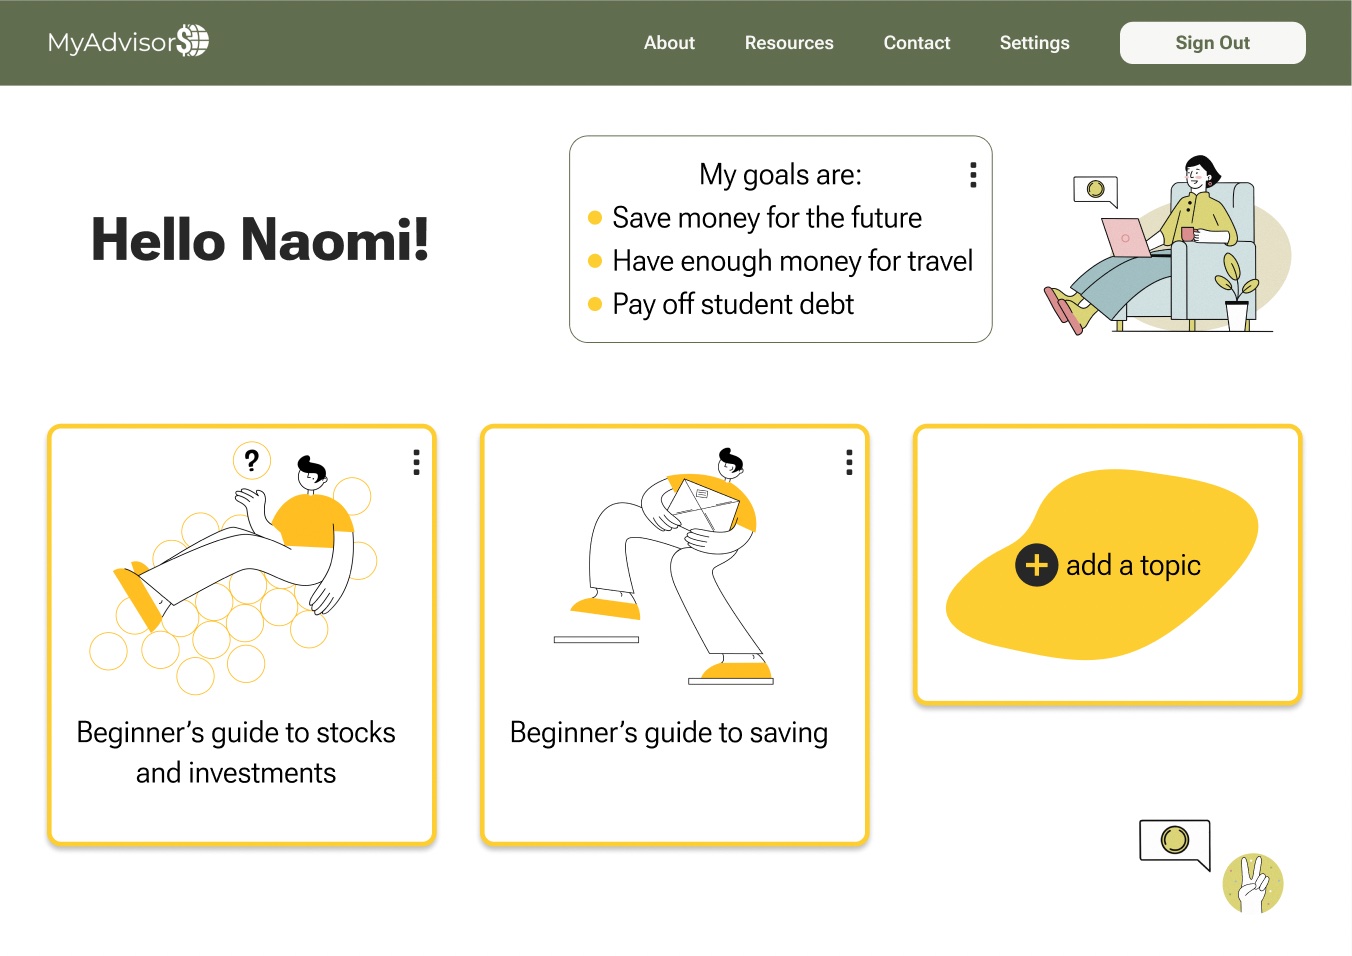 MyAdvisor$
About
Resources
Contact
Settings
Sign Out
Hello Naomi!
My goals are:
Save money for the future
Have enough money for travel
Pay off student debt
?
Beginner’s guide to stocks
and investments
Beginner’s guide to saving
add a topic